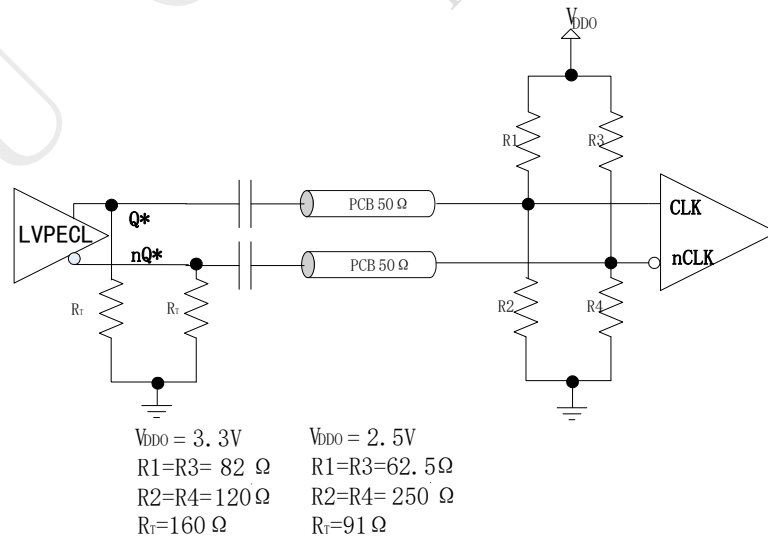 VDDO
R1
R3
PCB 50 Ω
CLK
Q*
LVPECL
nQ*
nCLK
PCB 50 Ω
RT
RT
R2
R4
VDDO = 3.3V
VDDO = 2.5V
R1=R3= 82 Ω
R1=R3=62.5Ω
R2=R4=120Ω
R2=R4= 250 Ω
RT=160Ω
RT=91Ω